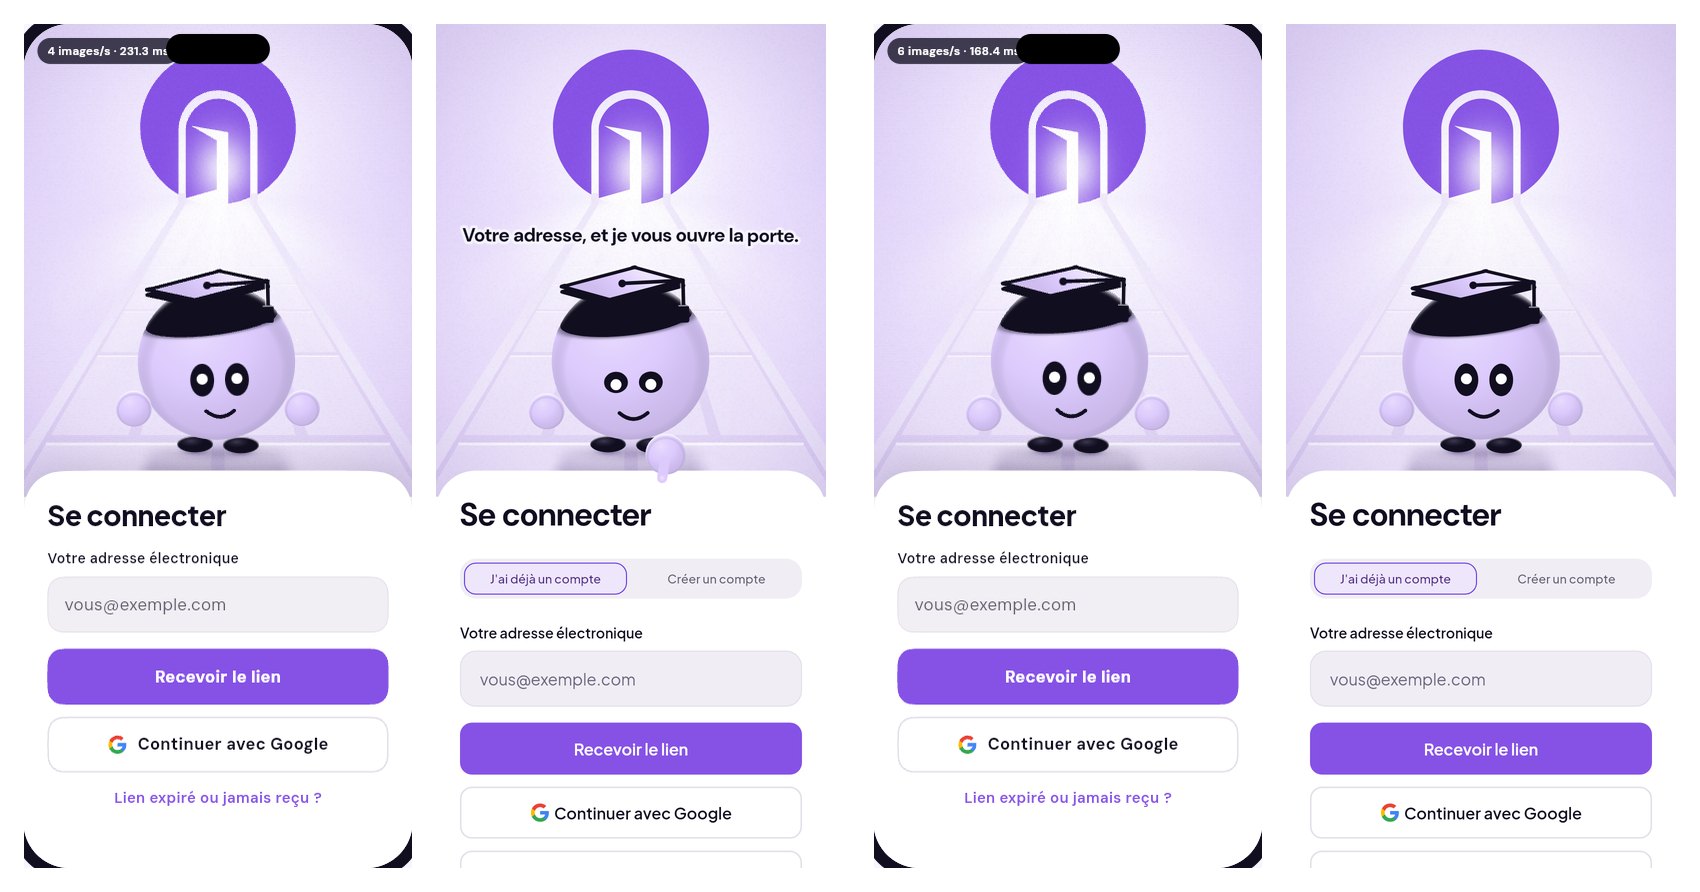 4 images/s · 231.3 ms
Se connecter
Votre adresse électronique
vous@exemple.com
Recevoir le lien
Continuer avec Google
Lien expiré ou jamais reçu ?
Votre adresse, et je vous ouvre la porte.
Se connecter
J'ai déjà un compte
Créer un compte
Votre adresse électronique
vous@exemple.com
Recevoir le lien
Continuer avec Google
6 images/s · 168.4 ms
Se connecter
Votre adresse électronique
vous@exemple.com
Recevoir le lien
Continuer avec Google
Lien expiré ou jamais reçu ?
Se connecter
J'ai déjà un compte
Créer un compte
Votre adresse électronique
vous@exemple.com
Recevoir le lien
Continuer avec Google